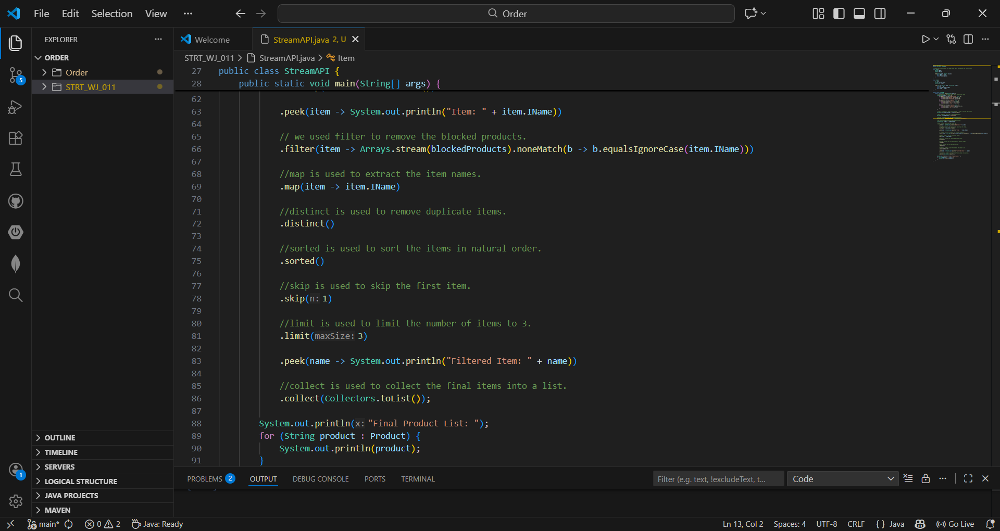 File Edit Selection View ··· Order
EXPLORER ···
Welcome
StreamAPI.java 2, U
ORDER
Order
STRT_WJ_011
STRT_WJ_011 > StreamAPI.java > Item
27 public class StreamAPI {
28 public static void main(String[] args) {
62
63 .peek(item -> System.out.println("Item: " + item.IName))
64
65 // we used filter to remove the blocked products.
66 .filter(item -> Arrays.stream(blockedProducts).noneMatch(b -> b.equalsIgnoreCase(item.IName)))
67
68 //map is used to extract the item names.
69 .map(item -> item.IName)
70
71 //distinct is used to remove duplicate items.
72 .distinct()
73
74 //sorted is used to sort the items in natural order.
75 .sorted()
76
77 //skip is used to skip the first item.
78 .skip(n: 1)
79
80 //limit is used to limit the number of items to 3.
81 .limit(maxSize: 3)
82
83 .peek(name -> System.out.println("Filtered Item: " + name))
84
85 //collect is used to collect the final items into a list.
86 .collect(Collectors.toList());
87
88 System.out.println(x: "Final Product List: ");
89 for (String product : Product) {
90 System.out.println(product);
91 }
5
1
OUTLINE
TIMELINE
SERVERS
LOGICAL STRUCTURE
JAVA PROJECTS
MAVEN
PROBLEMS 2 OUTPUT DEBUG CONSOLE PORTS TERMINAL
Filter (e.g. text, !excludeText, t...
Code
main* 0 2 Java: Ready
Ln 13, Col 2 Spaces: 4 UTF-8 CRLF {} Java Go Live